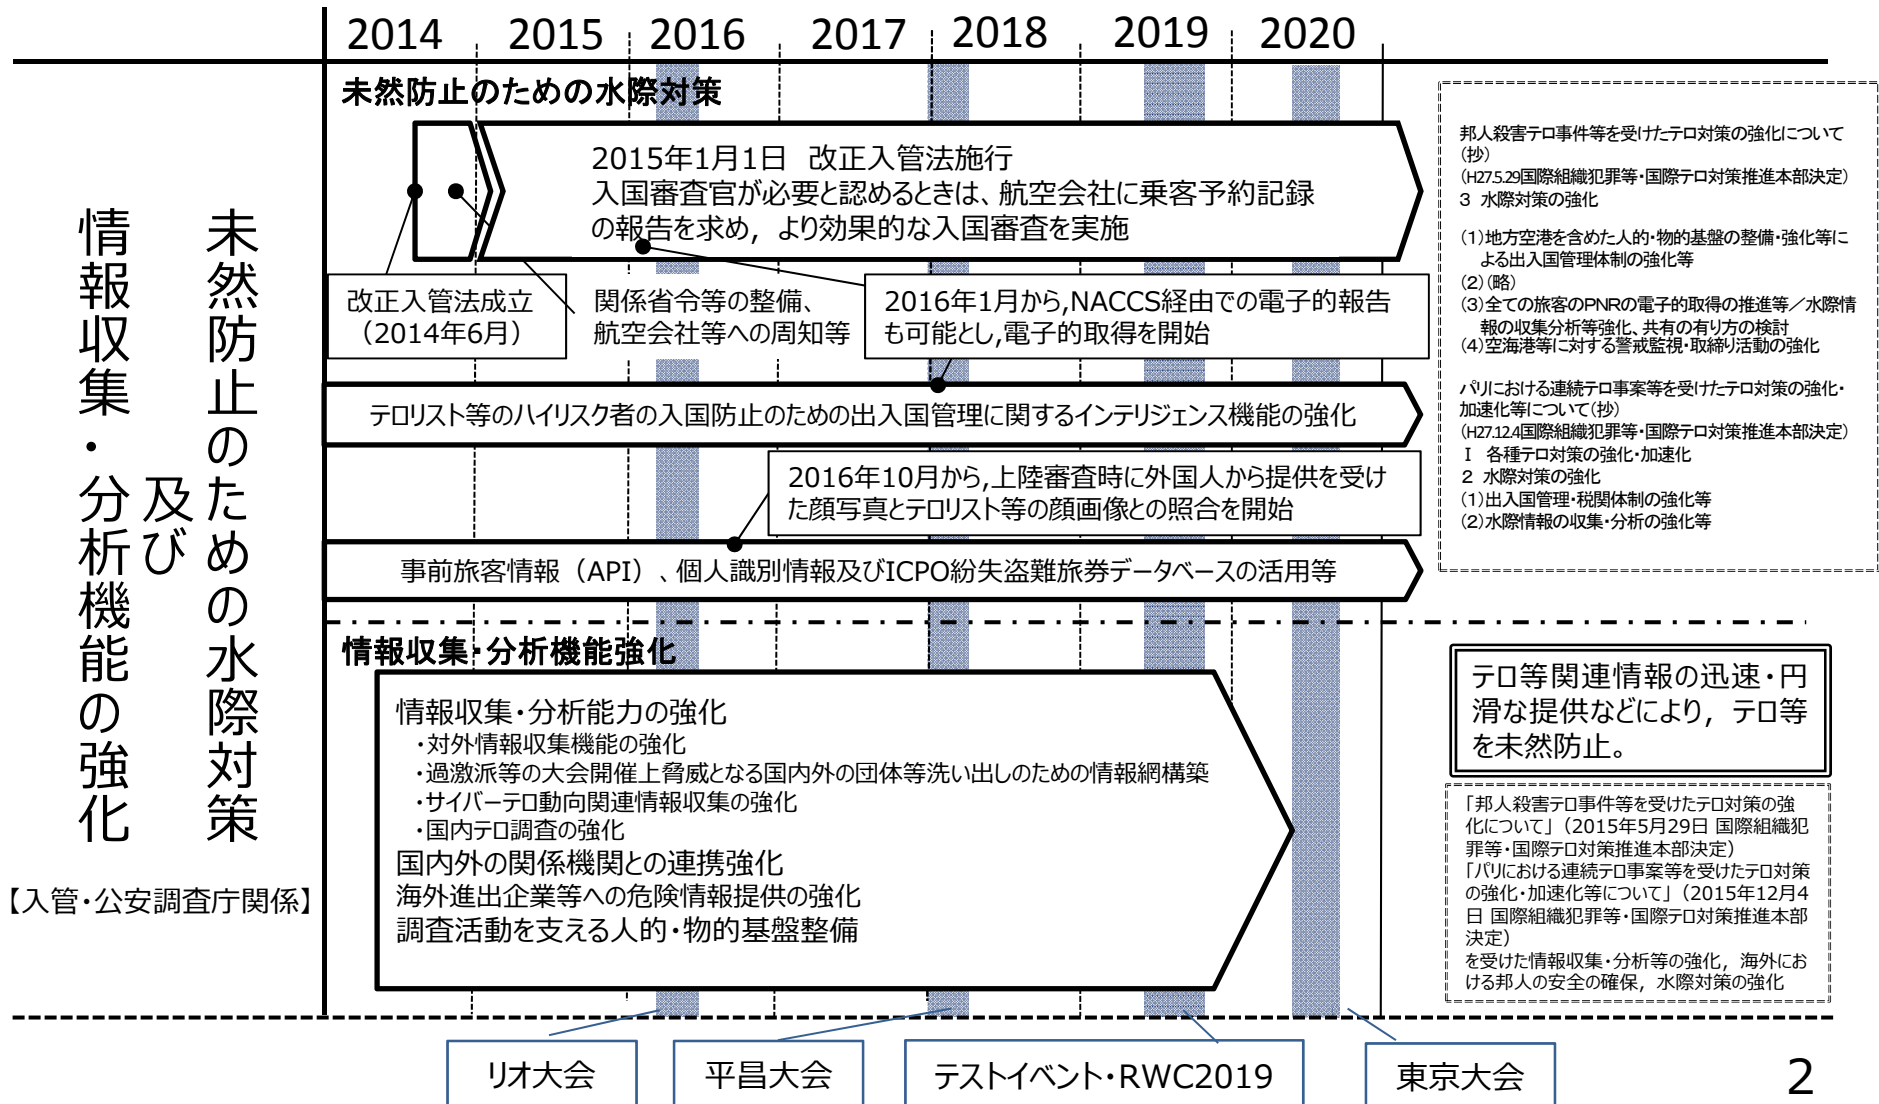 2014 2015 2016 2017 2018 2019 2020
未然防止のための水際対策
及び
情報収集・分析機能の強化
【入管・公安調査庁関係】
未然防止のための水際対策
2015年1月1日 改正入管法施行
入国審査官が必要と認めるときは、航空会社に乗客予約記録
の報告を求め，より効果的な入国審査を実施
改正入管法成立
（2014年6月）
関係省令等の整備、
航空会社等への周知等
2016年1月から,NACCS経由での電子的報告
も可能とし,電子的取得を開始
テロリスト等のハイリスク者の入国防止のための出入国管理に関するインテリジェンス機能の強化
2016年10月から,上陸審査時に外国人から提供を受け
た顔写真とテロリスト等の顔画像との照合を開始
事前旅客情報（API）、個人識別情報及びICPO紛失盗難旅券データベースの活用等
邦人殺害テロ事件等を受けたテロ対策の強化について
(抄)
(H27.5.29国際組織犯罪等・国際テロ対策推進本部決定)
３ 水際対策の強化
(1)地方空港を含めた人的・物的基盤の整備・強化等に
よる出入国管理体制の強化等
(2)(略)
(3)全ての旅客のPNRの電子的取得の推進等／水際情
報の収集分析等強化、共有の有り方の検討
(4)空海港等に対する警戒監視・取締り活動の強化
パリにおける連続テロ事案等を受けたテロ対策の強化・
加速化等について(抄)
(H27.12.4国際組織犯罪等・国際テロ対策推進本部決定)
Ⅰ 各種テロ対策の強化・加速化
２ 水際対策の強化
(1)出入国管理・税関体制の強化等
(2)水際情報の収集・分析の強化等
情報収集・分析機能強化
情報収集・分析能力の強化
・対外情報収集機能の強化
・過激派等の大会開催上脅威となる国内外の団体等洗い出しのための情報網構築
・サイバーテロ動向関連情報収集の強化
・国内テロ調査の強化
国内外の関係機関との連携強化
海外進出企業等への危険情報提供の強化
調査活動を支える人的・物的基盤整備
テロ等関連情報の迅速・円
滑な提供などにより，テロ等
を未然防止。
「邦人殺害テロ事件等を受けたテロ対策の強
化について」（2015年5月29日 国際組織犯
罪等・国際テロ対策推進本部決定）
「パリにおける連続テロ事案等を受けたテロ対策
の強化・加速化等について」（2015年12月4
日 国際組織犯罪等・国際テロ対策推進本部
決定）
を受けた情報収集・分析等の強化，海外にお
ける邦人の安全の確保，水際対策の強化
リオ大会
平昌大会
テストイベント・RWC2019
東京大会
2